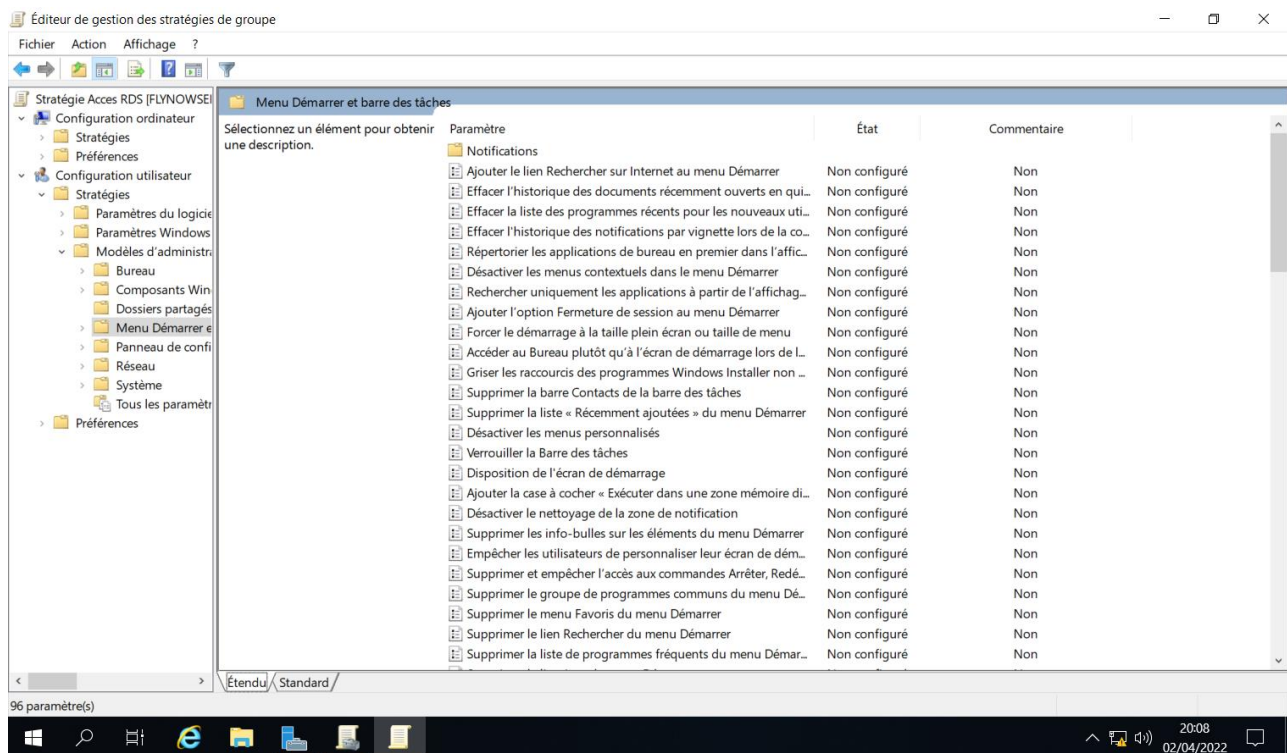 Éditeur de gestion des stratégies de groupe
Fichier Action Affichage ?
Stratégie Acces RDS [FLYNOWSE
Configuration ordinateur
Stratégies
Préférences
Configuration utilisateur
Stratégies
Paramètres du logicie
Paramètres Windows
Modèles d'administra
Bureau
Composants Win
Dossiers partagés
Menu Démarrer e
Panneau de confi
Réseau
Système
Tous les paramètr
Préférences
Menu Démarrer et barre des tâches
Sélectionnez un élément pour obtenir
une description.
Paramètre État Commentaire
Notifications
Ajouter le lien Rechercher sur Internet au menu Démarrer Non configuré Non
Effacer l'historique des documents récemment ouverts en qui... Non configuré Non
Effacer la liste des programmes récents pour les nouveaux uti... Non configuré Non
Effacer l'historique des notifications par vignette lors de la co... Non configuré Non
Répertorier les applications de bureau en premier dans l'affic... Non configuré Non
Désactiver les menus contextuels dans le menu Démarrer Non configuré Non
Rechercher uniquement les applications à partir de l'affichag... Non configuré Non
Ajouter l'option Fermeture de session au menu Démarrer Non configuré Non
Forcer le démarrage à la taille plein écran ou taille de menu Non configuré Non
Accéder au Bureau plutôt qu'à l'écran de démarrage lors de l... Non configuré Non
Griser les raccourcis des programmes Windows Installer non ... Non configuré Non
Supprimer la barre Contacts de la barre des tâches Non configuré Non
Supprimer la liste « Récemment ajoutées » du menu Démarrer Non configuré Non
Désactiver les menus personnalisés Non configuré Non
Verrouiller la Barre des tâches Non configuré Non
Disposition de l'écran de démarrage Non configuré Non
Ajouter la case à cocher « Exécuter dans une zone mémoire di... Non configuré Non
Désactiver le nettoyage de la zone de notification Non configuré Non
Supprimer les info-bulles sur les éléments du menu Démarrer Non configuré Non
Empêcher les utilisateurs de personnaliser leur écran de dém... Non configuré Non
Supprimer et empêcher l'accès aux commandes Arrêter, Redé... Non configuré Non
Supprimer le groupe de programmes communs du menu Dé... Non configuré Non
Supprimer le menu Favoris du menu Démarrer Non configuré Non
Supprimer le lien Rechercher du menu Démarrer Non configuré Non
Supprimer la liste de programmes fréquents du menu Démar... Non configuré Non
Étendu Standard
96 paramètre(s)
20:08
02/04/2022